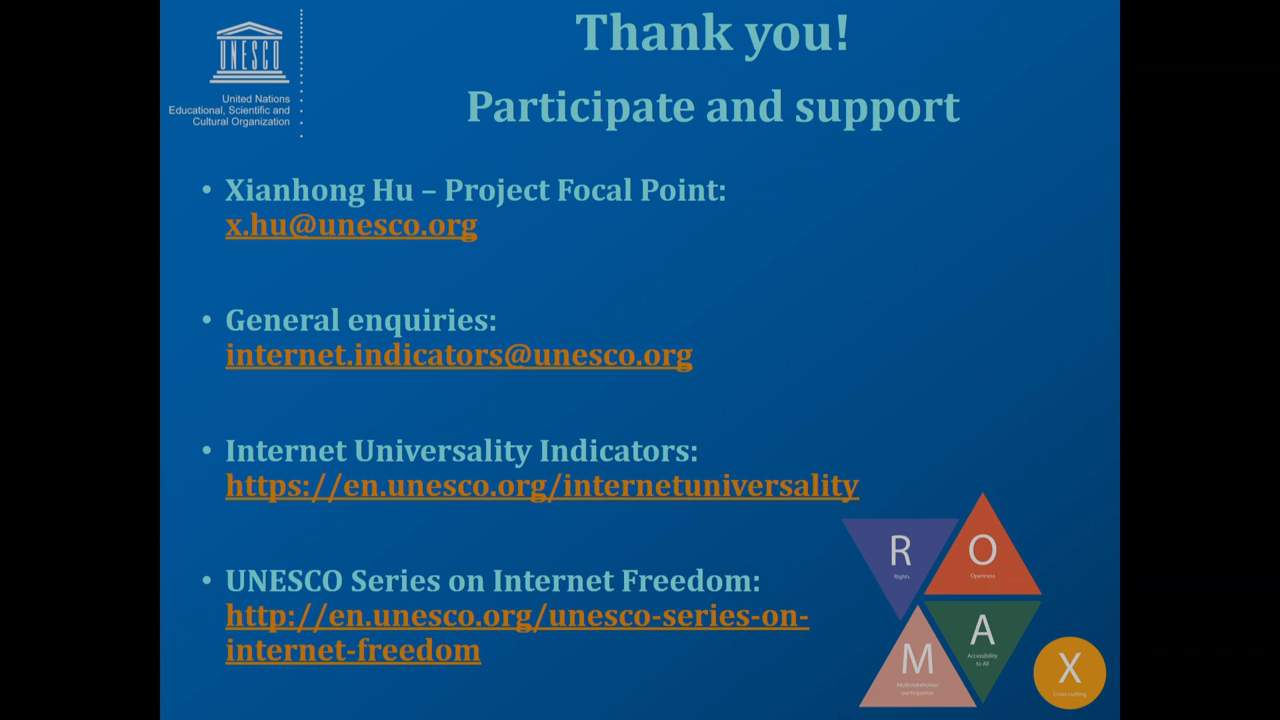 UNESCO
United Nations
Educational, Scientific and
Cultural Organization
Thank you!
Participate and support
• Xianhong Hu – Project Focal Point:
x.hu@unesco.org
• General enquiries:
internet.indicators@unesco.org
• Internet Universality Indicators:
https://en.unesco.org/internetuniversality
• UNESCO Series on Internet Freedom:
http://en.unesco.org/unesco-series-on-
internet-freedom
R
Rights
O
Openness
M
Multistakeholder
participation
A
Accessibility
to All
X
Cross-cutting